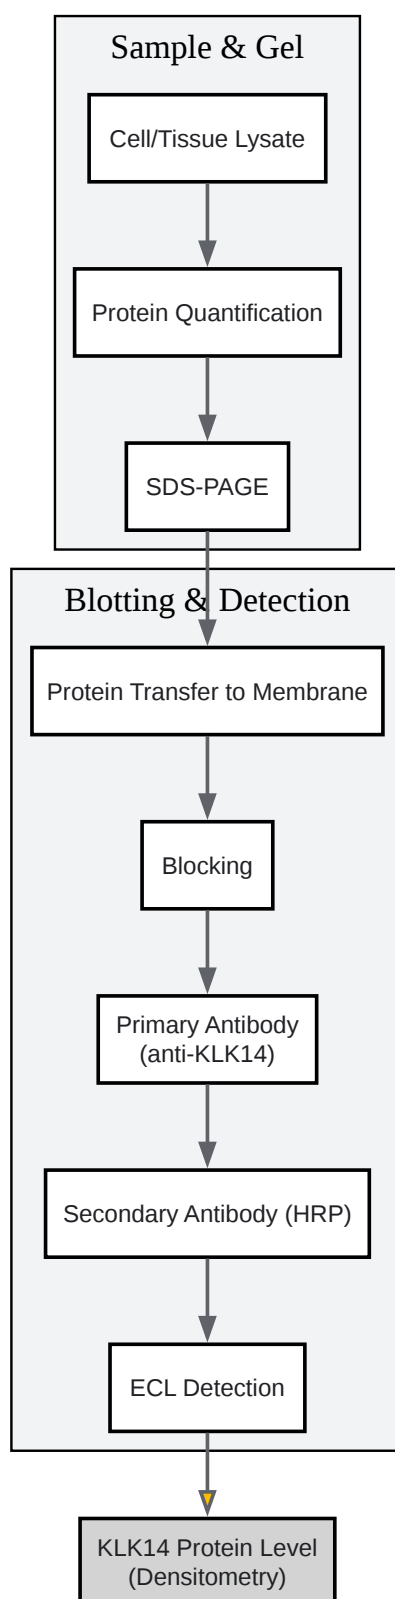 Sample & Gel
Cell/Tissue Lysate
Protein Quantification
SDS-PAGE
Blotting & Detection
Protein Transfer to Membrane
Blocking
Primary Antibody
(anti-KLK14)
Secondary Antibody (HRP)
ECL Detection
KLK14 Protein Level
(Densitometry)